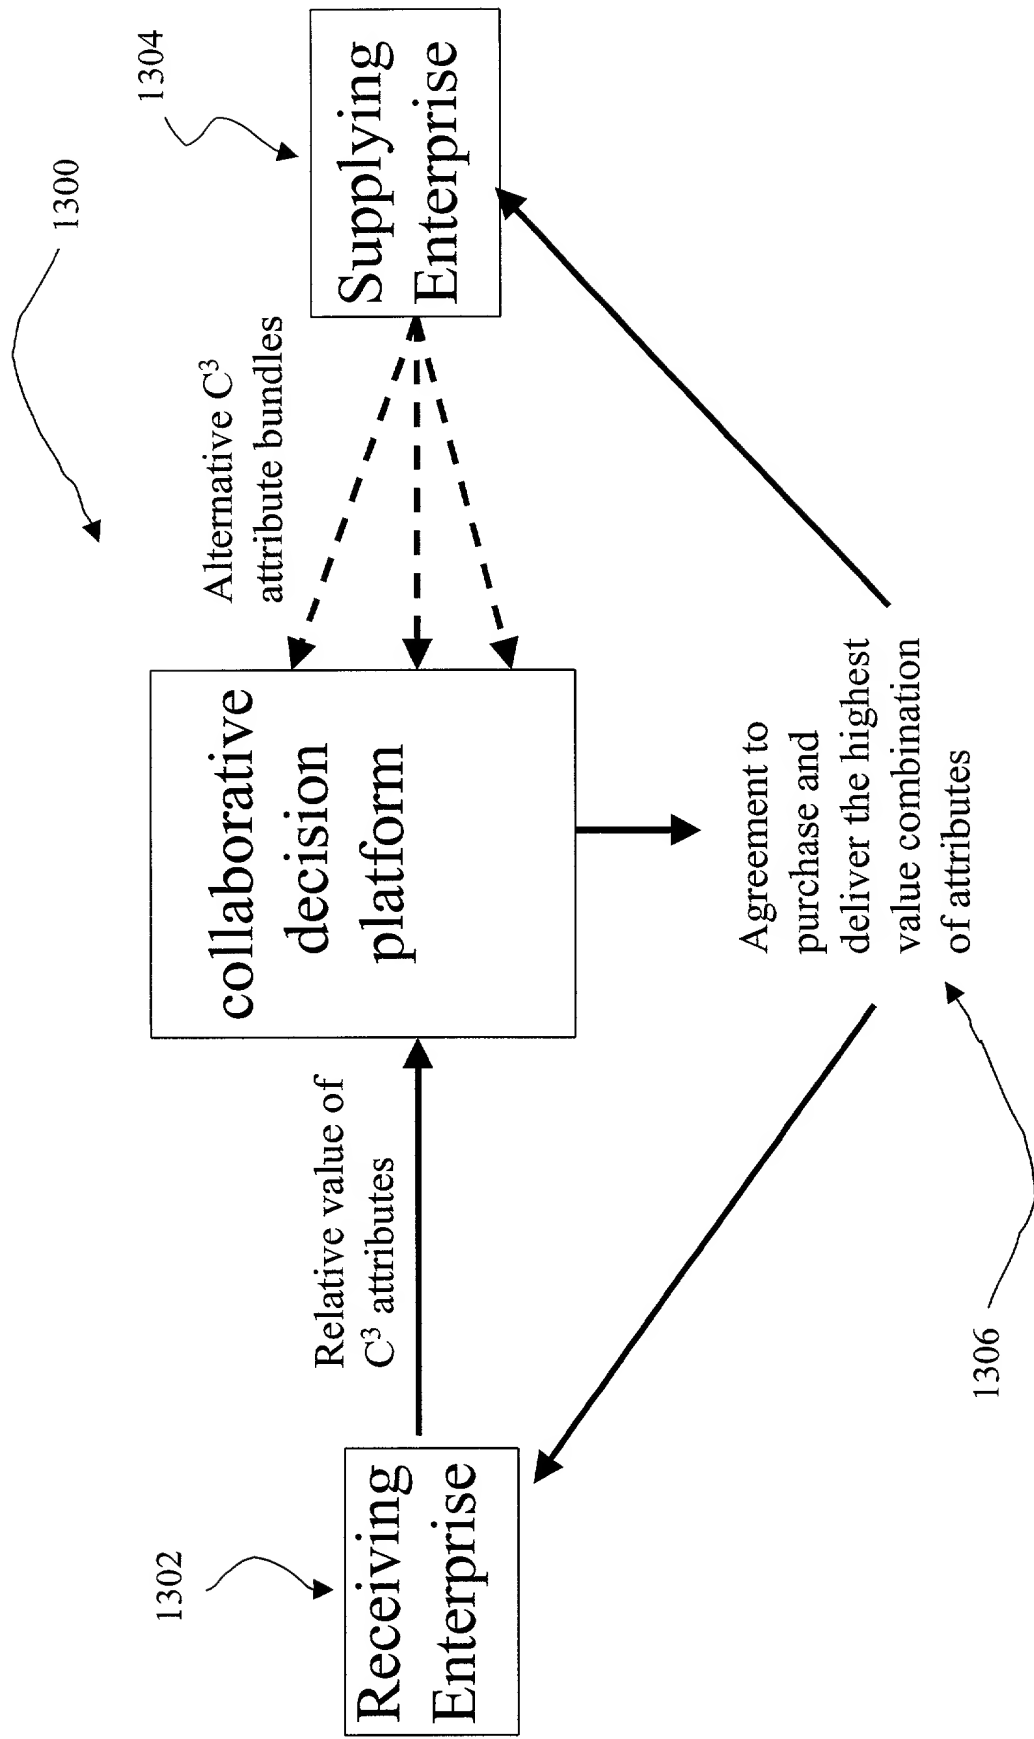 1300
1302
Receiving
Enterprise
Relative value of
C³ attributes
collaborative
decision
platform
Alternative C³
attribute bundles
1304
Supplying
Enterprise
Agreement to
purchase and
deliver the highest
value combination
of attributes
1306